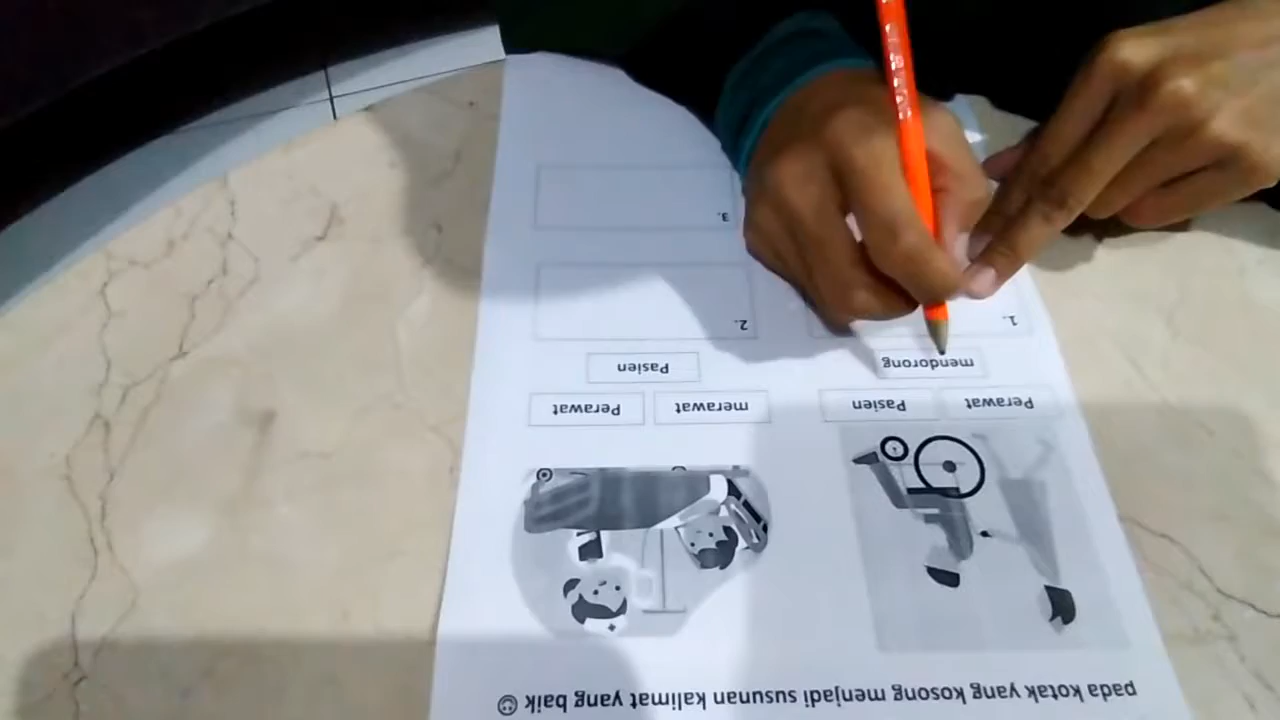 pada kotak yang kosong menjadi susunan kalimat yang baik ☺
Perawat Pasien
mendorong
merawat Perawat
Pasien
1.
2.
3.